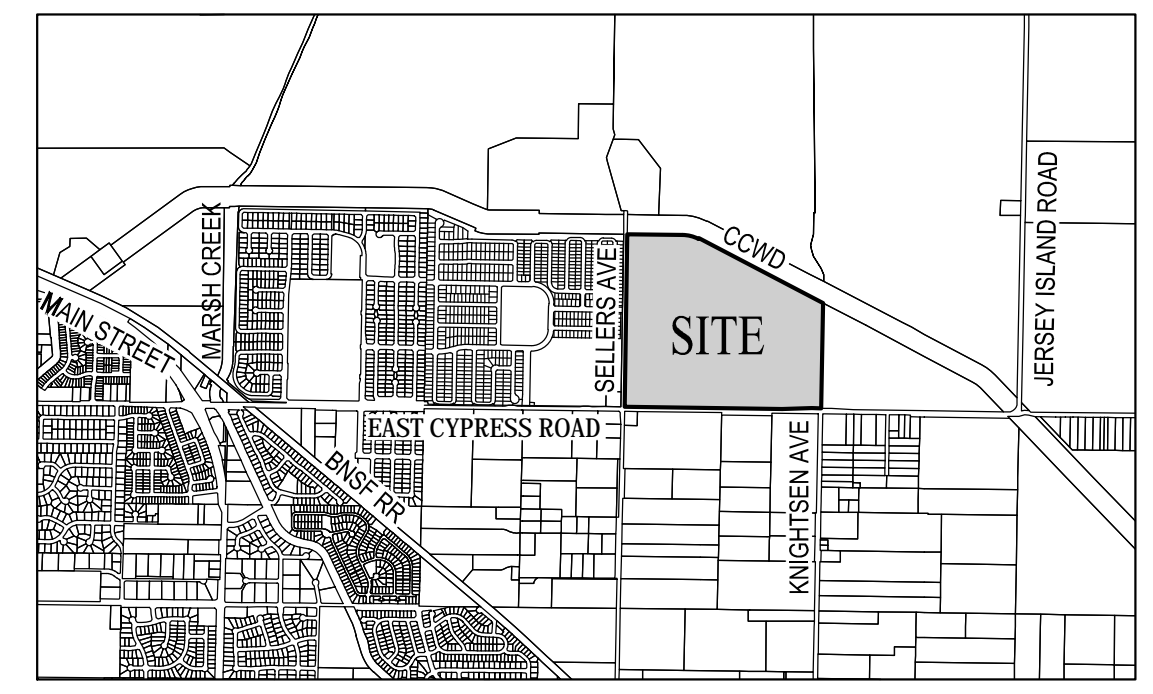 CCWD
JERSEY ISLAND ROAD
MARSH CREEK
SELLERS AVE
MAIN STREET
SITE
EAST CYPRESS ROAD
BNSF RR
KNIGHTSEN AVE